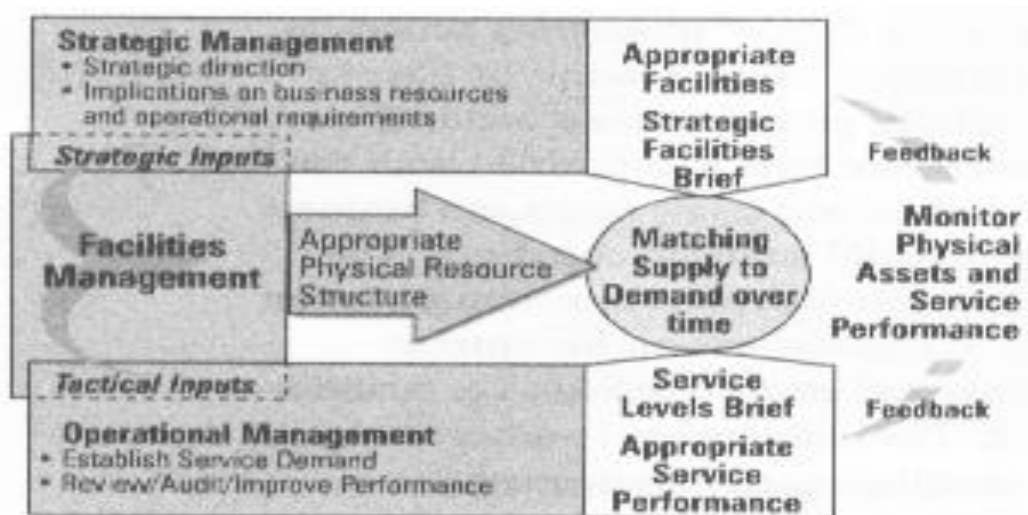 Strategic Management
• Strategic direction
• Implications on business resources
and operational requirements
Strategic Inputs
Appropriate
Facilities
Strategic
Facilities
Brief
Feedback
Facilities
Management
Appropriate
Physical Resource
Structure
Matching
Supply to
Demand over
time
Monitor
Physical
Assets and
Service
Performance
Tactical Inputs
Operational Management
• Establish Service Demand
• Review/Audit/Improve Performance
Service
Levels Brief
Appropriate
Service
Performance
Feedback